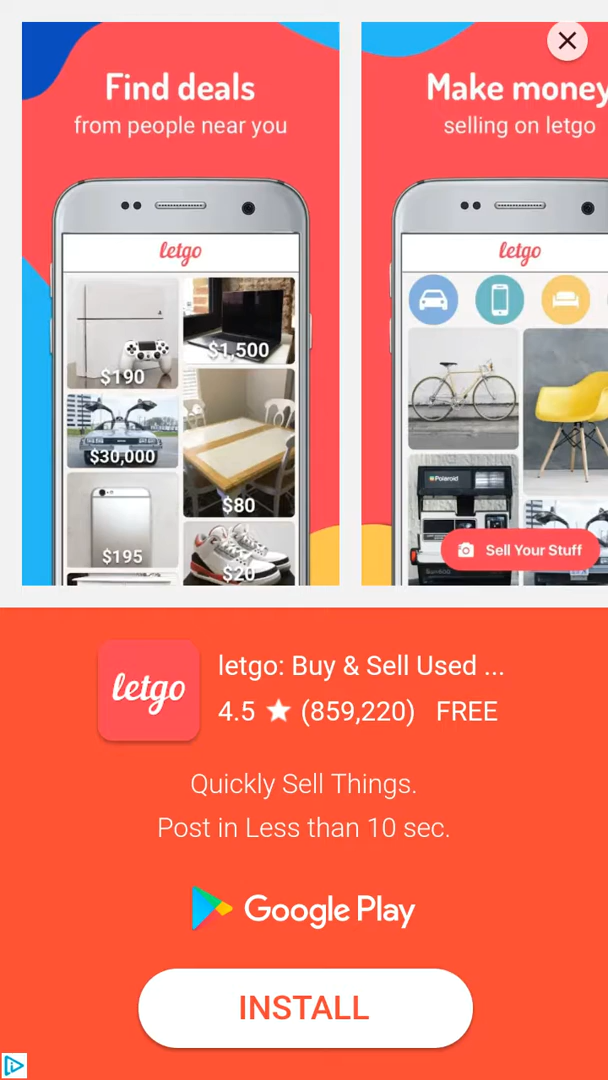 Find deals
from people near you
letgo
$190
$1,500
$30,000
$80
$195
$20
Make money
selling on letgo
letgo
Polaroid
Sell Your Stuff
letgo
letgo: Buy & Sell Used ...
4.5 ★ (859,220) FREE
Quickly Sell Things.
Post in Less than 10 sec.
Google Play
INSTALL